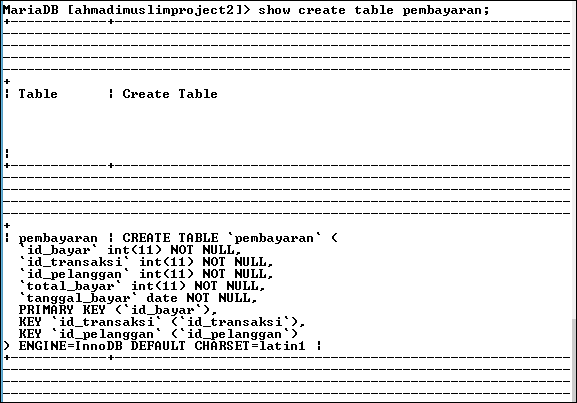 MariaDB [ahmadimuslimproject2]> show create table pembayaran;
+------------+---------------------------------------------------------
-----------------------------------------------------------------------
-----------------------------------------------------------------------
-----------------------------------------------------------------------
-----------------------------------------------------------------------
+
| Table      | Create Table
|
+------------+---------------------------------------------------------
-----------------------------------------------------------------------
-----------------------------------------------------------------------
-----------------------------------------------------------------------
-----------------------------------------------------------------------
+
| pembayaran | CREATE TABLE `pembayaran` (
  `id_bayar` int(11) NOT NULL,
  `id_transaksi` int(11) NOT NULL,
  `id_pelanggan` int(11) NOT NULL,
  `total_bayar` int(11) NOT NULL,
  `tanggal_bayar` date NOT NULL,
  PRIMARY KEY (`id_bayar`),
  KEY `id_transaksi` (`id_transaksi`),
  KEY `id_pelanggan` (`id_pelanggan`)
) ENGINE=InnoDB DEFAULT CHARSET=latin1 |
+------------+---------------------------------------------------------
-----------------------------------------------------------------------
-----------------------------------------------------------------------
-----------------------------------------------------------------------